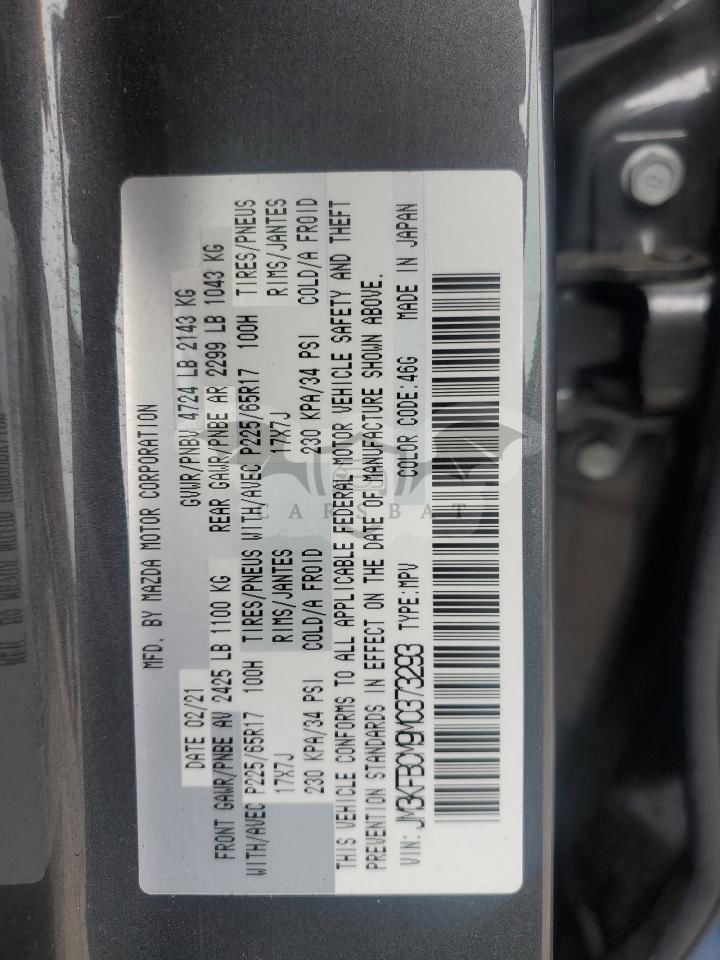 MFD. BY MAZDA MOTOR CORPORATION
DATE 02/21 GVWR/PNBV 4724 LB 2143 KG
FRONT GAWR/PNBE AV 2425 LB 1100 KG REAR GAWR/PNBE AR 2299 LB 1043 KG
WITH/AVEC P225/65R17 100H TIRES/PNEUS WITH/AVEC P225/65R17 100H TIRES/PNEUS
17X7J RIMS/JANTES 17X7J RIMS/JANTES
230 KPA/34 PSI COLD/A FROID 230 KPA/34 PSI COLD/A FROID
THIS VEHICLE CONFORMS TO ALL APPLICABLE FEDERAL MOTOR VEHICLE SAFETY AND THEFT
PREVENTION STANDARDS IN EFFECT ON THE DATE OF MANUFACTURE SHOWN ABOVE.
VIN: JM3KFBCM9M0373293 TYPE:MPV COLOR CODE:46G MADE IN JAPAN
CARSBAT